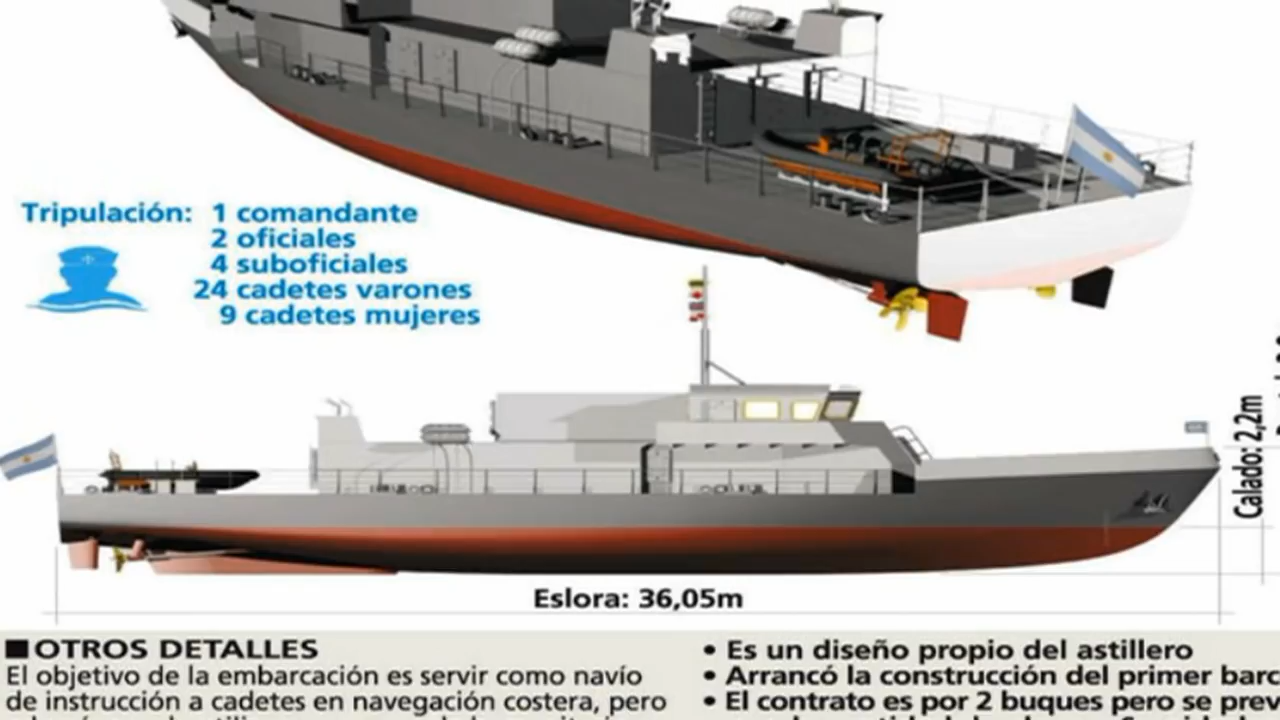 Tripulación: 1 comandante
2 oficiales
4 suboficiales
24 cadetes varones
9 cadetes mujeres
Calado: 2,2m
Eslora: 36,05m
OTROS DETALLES
El objetivo de la embarcación es servir como navío
de instrucción a cadetes en navegación costera, pero
• Es un diseño propio del astillero
• Arrancó la construcción del primer barc
• El contrato es por 2 buques pero se prev